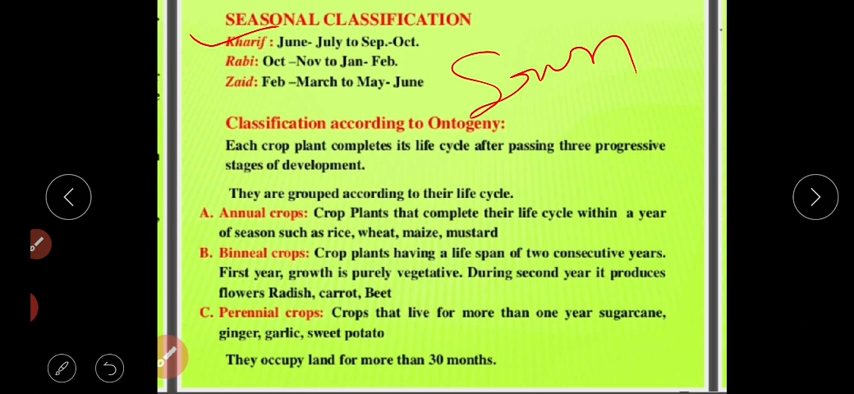 SEASONAL CLASSIFICATION
Kharif : June- July to Sep.-Oct.
Rabi: Oct –Nov to Jan- Feb.
Zaid: Feb –March to May- June
Classification according to Ontogeny:
Each crop plant completes its life cycle after passing three progressive
stages of development.
They are grouped according to their life cycle.
A. Annual crops: Crop Plants that complete their life cycle within a year
of season such as rice, wheat, maize, mustard
B. Binneal crops: Crop plants having a life span of two consecutive years.
First year, growth is purely vegetative. During second year it produces
flowers Radish, carrot, Beet
C. Perennial crops: Crops that live for more than one year sugarcane,
ginger, garlic, sweet potato
They occupy land for more than 30 months.